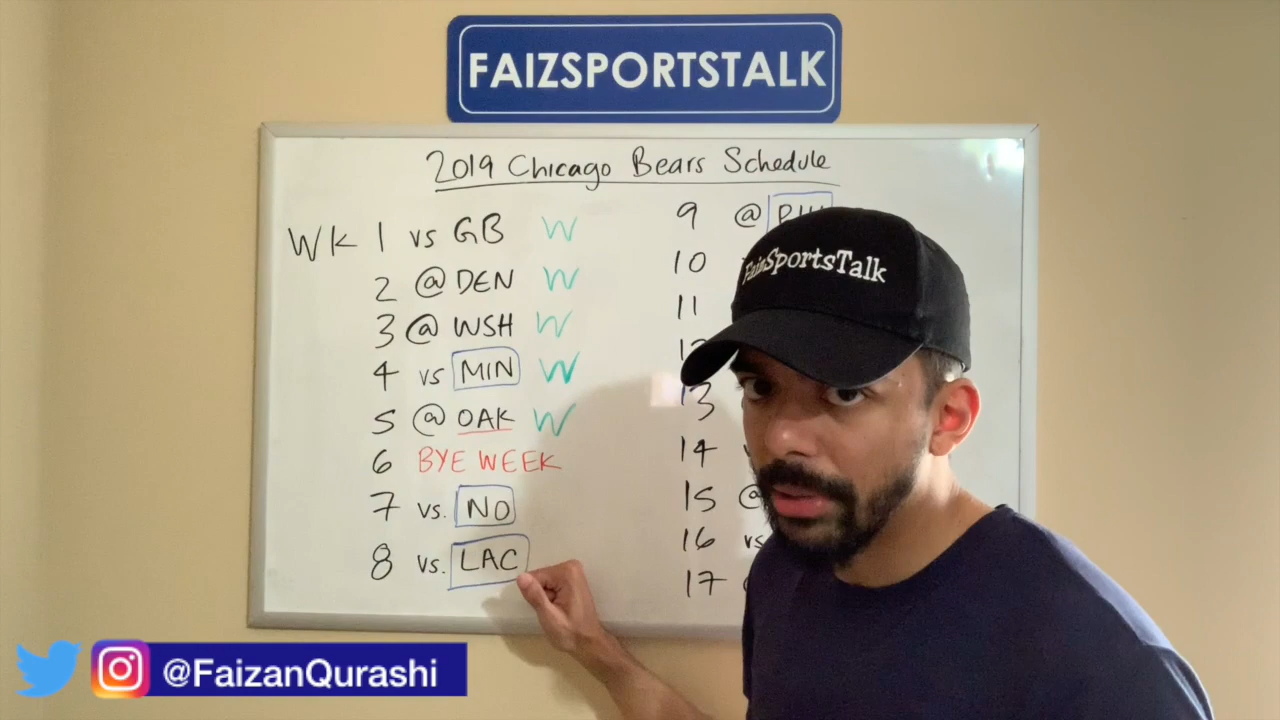 FAIZSPORTSTALK
2019 Chicago Bears Schedule
WK 1 vs GB W
2 @ DEN W
3 @ WSH W
4 vs MIN W
5 @ OAK W
6 BYE WEEK
7 vs. NO
8 vs. LAC
9 @
10
11
13
14
15 @
16 vs
17
FaizSportsTalk
@FaizanQurashi